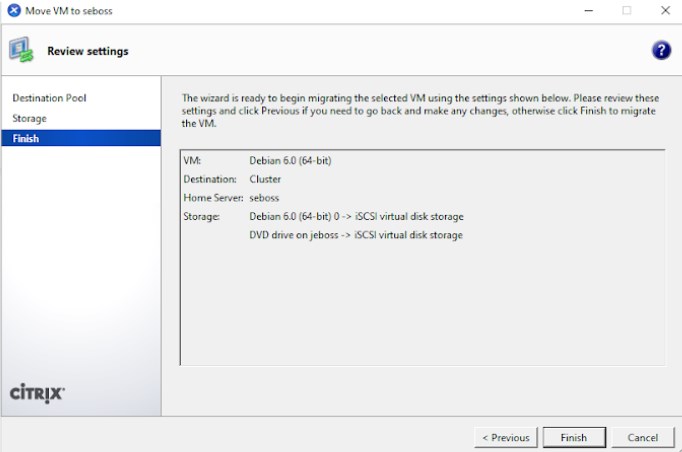 Move VM to seboss
Review settings
?
Destination Pool
Storage
Finish
The wizard is ready to begin migrating the selected VM using the settings shown below. Please review these
settings and click Previous if you need to go back and make any changes, otherwise click Finish to migrate
the VM.
VM: Debian 6.0 (64-bit)
Destination: Cluster
Home Server: seboss
Storage: Debian 6.0 (64-bit) 0 -> iSCSI virtual disk storage
DVD drive on jeboss -> iSCSI virtual disk storage
CITRIX
< Previous Finish Cancel